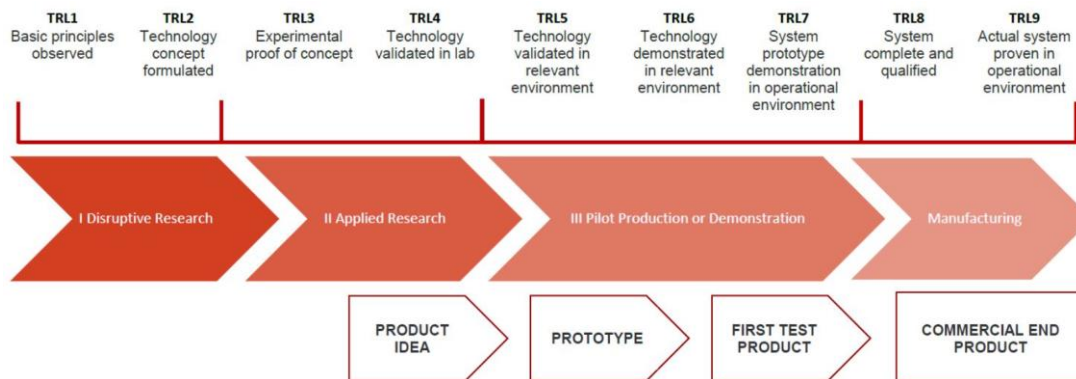 TRL1
Basic principles
observed
TRL2
Technology
concept
formulated
TRL3
Experimental
proof of concept
TRL4
Technology
validated in lab
TRL5
Technology
validated in
relevant
environment
TRL6
Technology
demonstrated
in relevant
environment
TRL7
System
prototype
demonstration
in operational
environment
TRL8
System
complete and
qualified
TRL9
Actual system
proven in
operational
environment
I Disruptive Research
II Applied Research
III Pilot Production or Demonstration
Manufacturing
PRODUCT
IDEA
PROTOTYPE
FIRST TEST
PRODUCT
COMMERCIAL END
PRODUCT